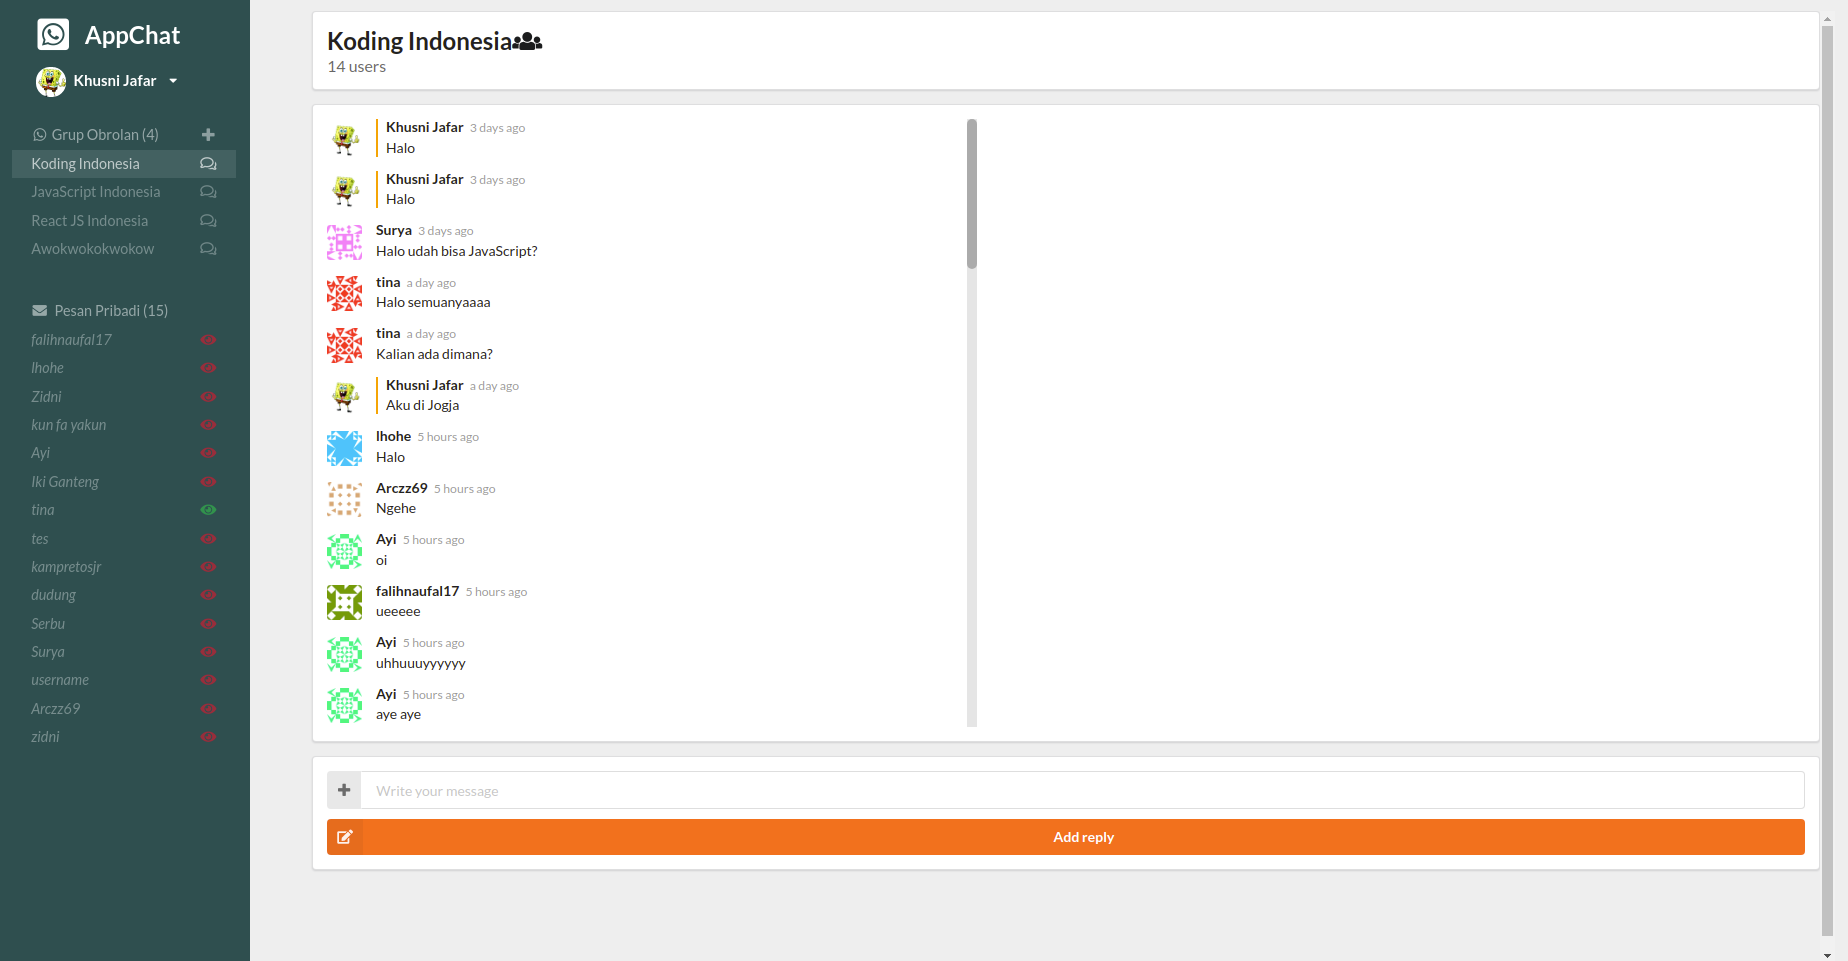 AppChat
Khusni Jafar
Grup Obrolan (4)
Koding Indonesia
JavaScript Indonesia
React JS Indonesia
Awokwokokwokow
Pesan Pribadi (15)
falihnaufal17
lhohe
Zidni
kun fa yakun
Ayi
Iki Ganteng
tina
tes
kampretosjr
dudung
Serbu
Surya
username
Arczz69
zidni
Koding Indonesia
14 users
Khusni Jafar 3 days ago
Halo
Khusni Jafar 3 days ago
Halo
Surya 3 days ago
Halo udah bisa JavaScript?
tina a day ago
Halo semuanyaaaa
tina a day ago
Kalian ada dimana?
Khusni Jafar a day ago
Aku di Jogja
lhohe 5 hours ago
Halo
Arczz69 5 hours ago
Ngehe
Ayi 5 hours ago
oi
falihnaufal17 5 hours ago
ueeeee
Ayi 5 hours ago
uhhuuuyyyyyy
Ayi 5 hours ago
aye aye
Write your message
Add reply